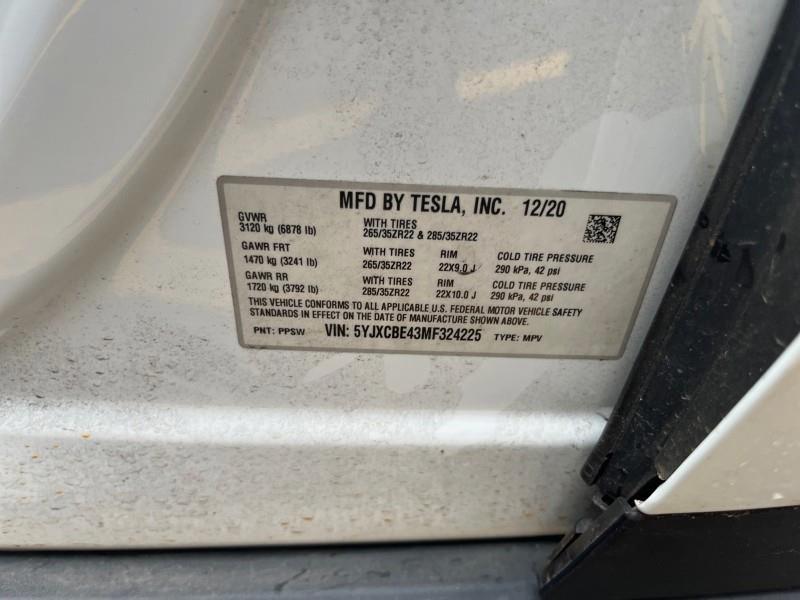 MFD BY TESLA, INC. 12/20
GVWR
3120 kg (6878 lb)
WITH TIRES
265/35ZR22 & 285/35ZR22
GAWR FRT
1470 kg (3241 lb)
WITH TIRES
265/35ZR22
RIM
22X9.0 J
COLD TIRE PRESSURE
290 kPa, 42 psi
GAWR RR
1720 kg (3792 lb)
WITH TIRES
285/35ZR22
RIM
22X10.0 J
COLD TIRE PRESSURE
290 kPa, 42 psi
THIS VEHICLE CONFORMS TO ALL APPLICABLE U.S. FEDERAL MOTOR VEHICLE SAFETY
STANDARDS IN EFFECT ON THE DATE OF MANUFACTURE SHOWN ABOVE.
PNT: PPSW VIN: 5YJXCBE43MF324225 TYPE: MPV